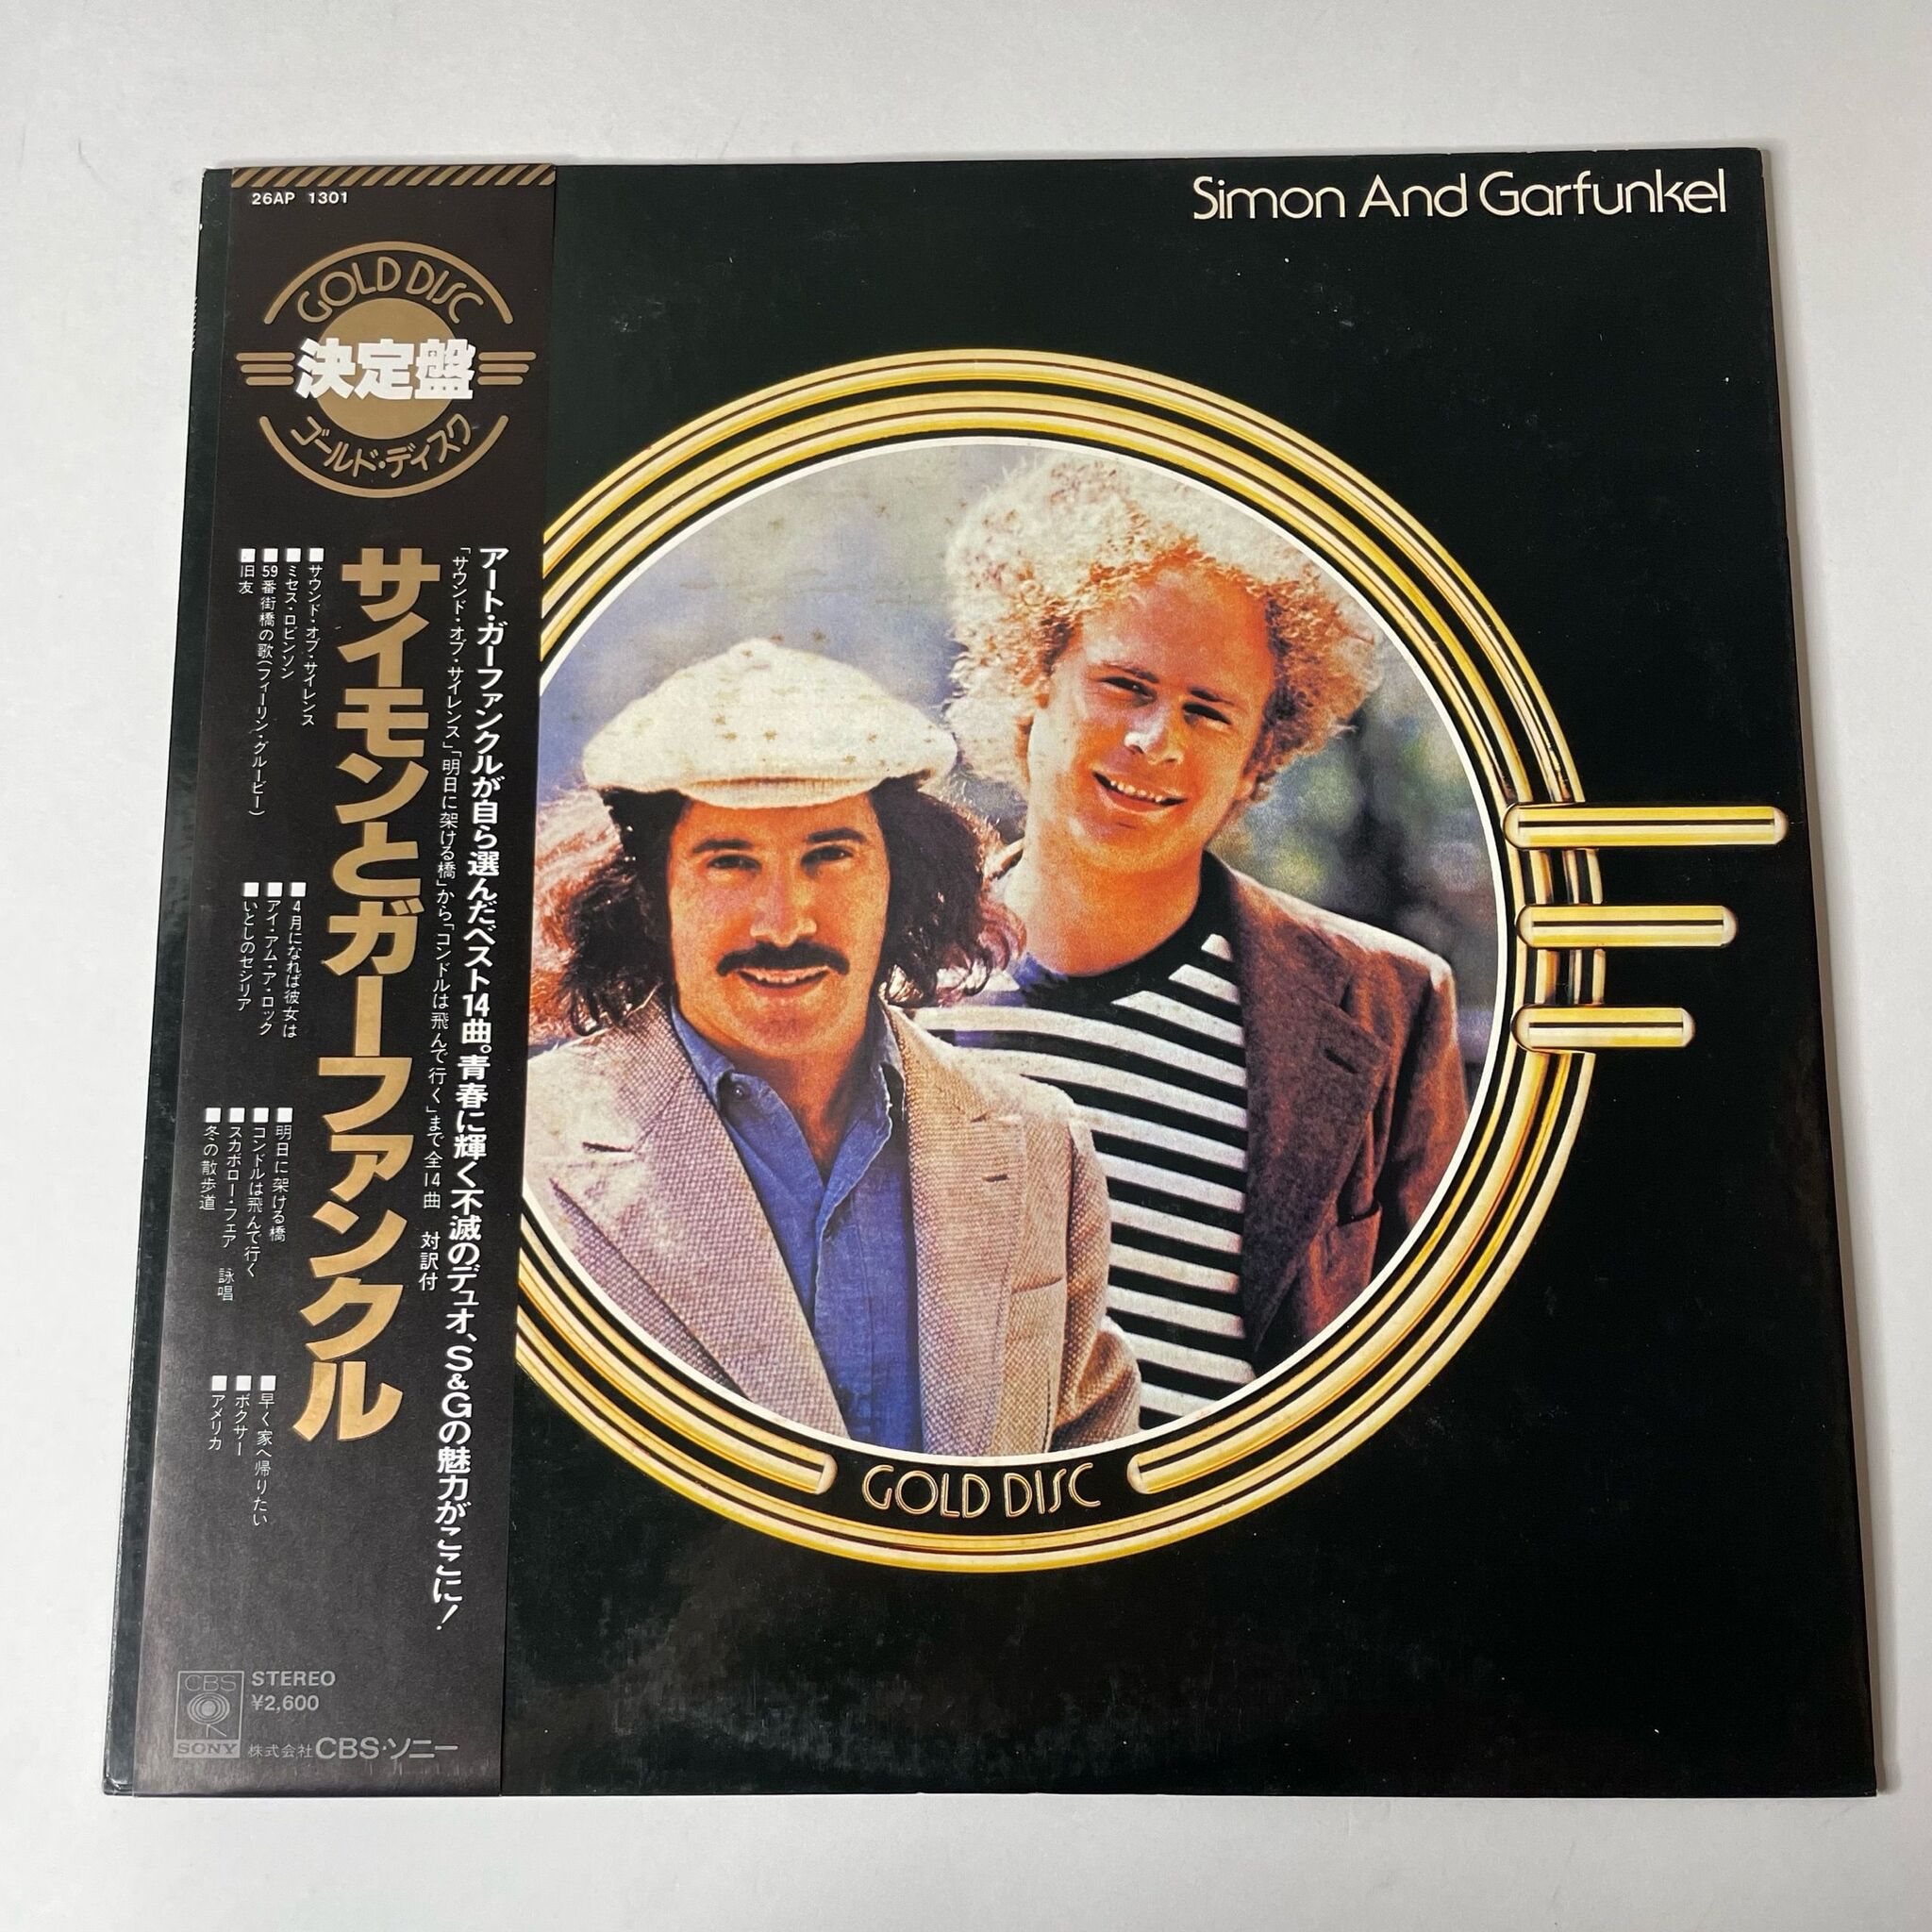 Simon And Garfunkel
26AP 1301
GOLD DISC
決定盤
ゴールド・ディスク
アート・ガーファンクルが自ら選んだベスト14曲。青春に輝く不滅のデュオ、S&Gの魅力がここに!
「サウンド・オブ・サイレンス」「明日に架ける橋」から「コンドルは飛んで行く」まで全14曲 対訳付
サイモンとガーファンクル
■サウンド・オブ・サイレンス
■ミセス・ロビンソン
■59番街橋の歌(フィーリン・グルービー)
■旧友
■4月になれば彼女は
■アイ・アム・ア・ロック
■いとしのセシリア
■明日に架ける橋
■コンドルは飛んで行く
■スカボロー・フェア 詠唱
■冬の散歩道
■早く家へ帰りたい
■ボクサー
■アメリカ
GOLD DISC
CBS
SONY
STEREO
¥2,600
株式会社CBS・ソニー